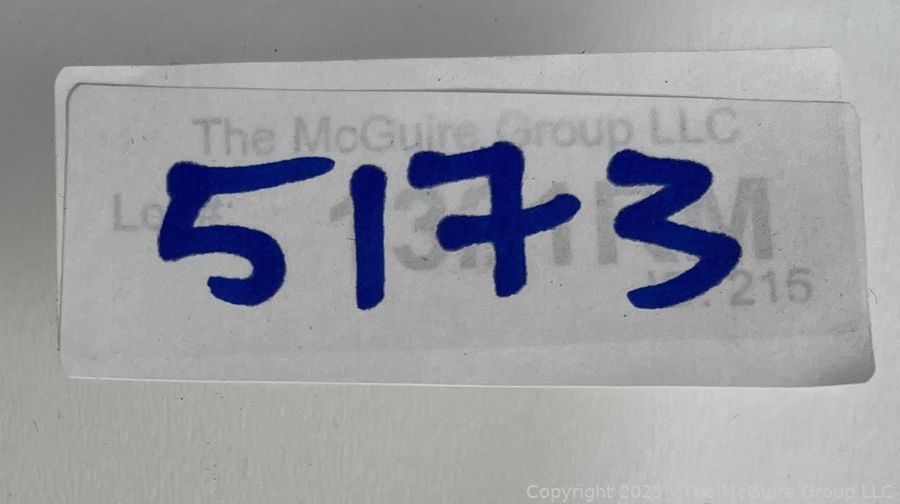 The McGuire Group LLC
5173
215
Copyright 2025 - The McGuire Group LLC